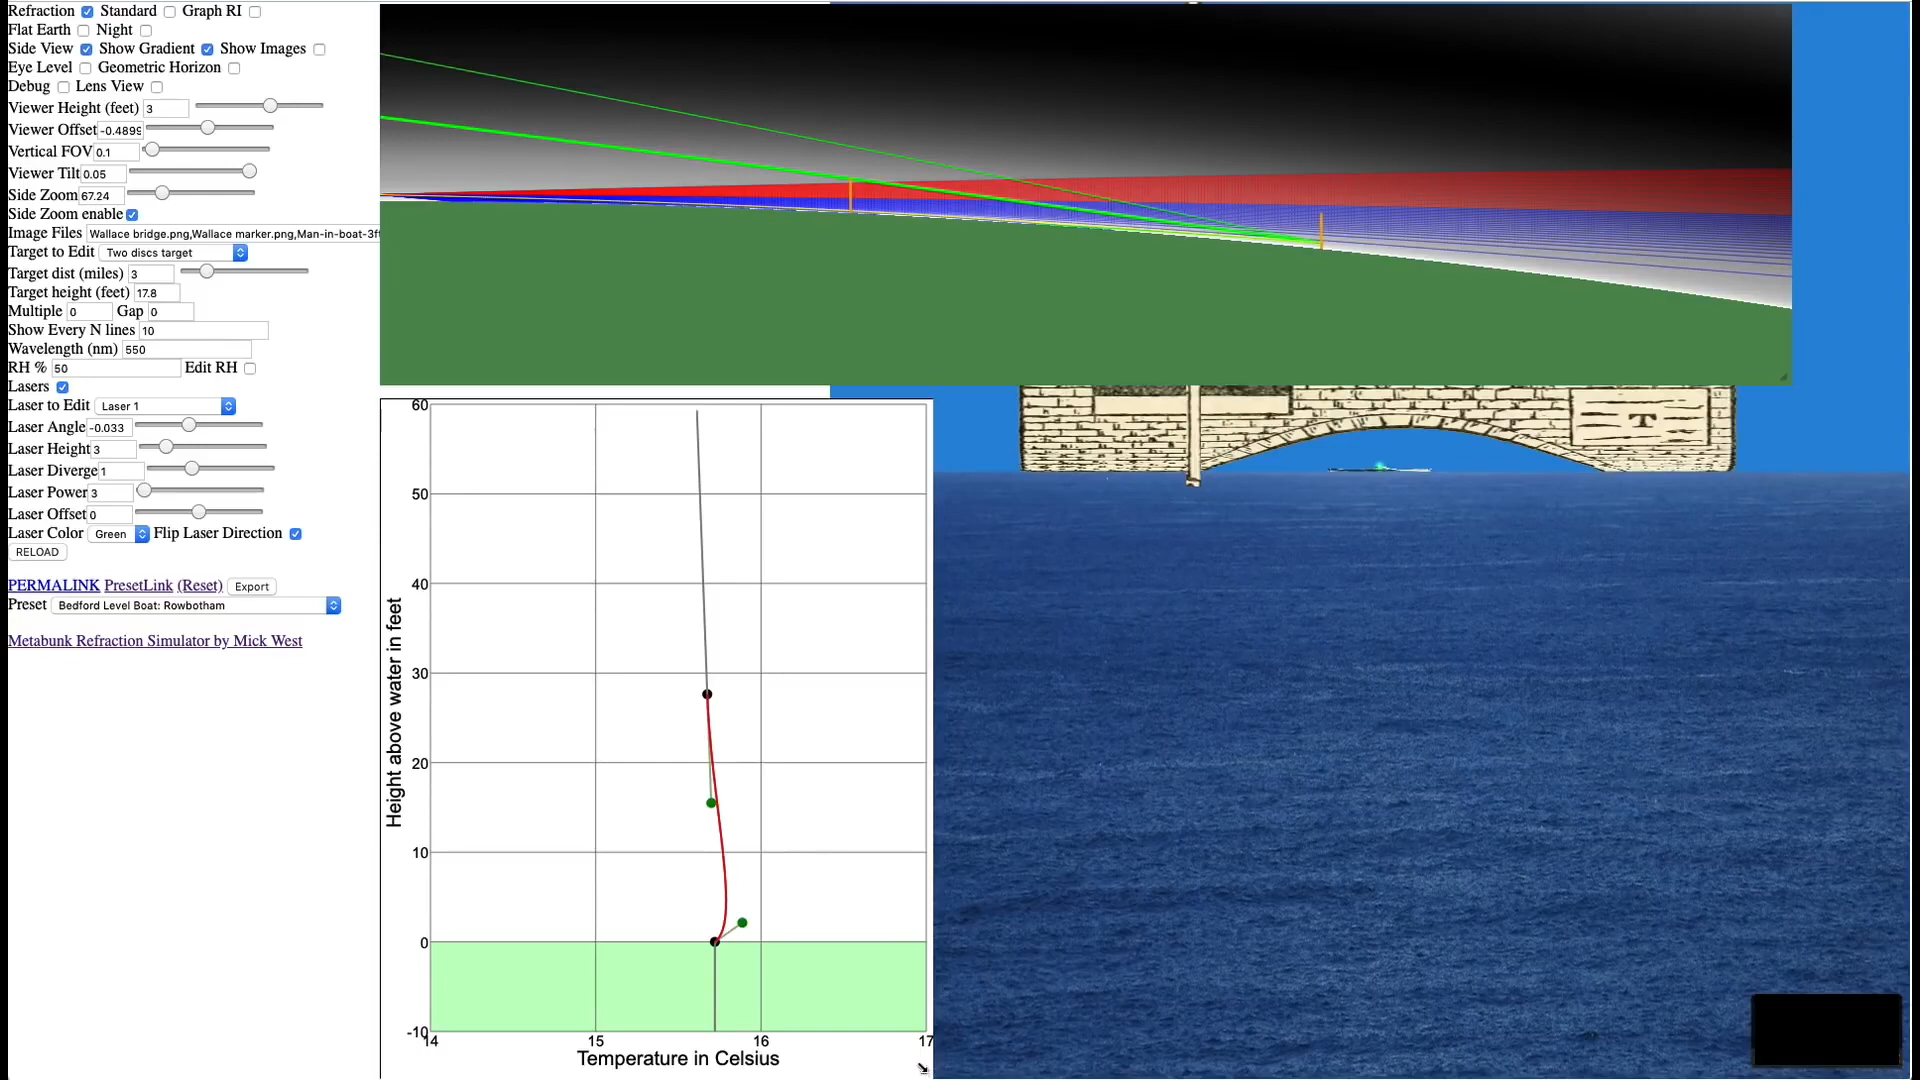 Refraction Standard Graph RI
Flat Earth Night
Side View Show Gradient Show Images
Eye Level Geometric Horizon
Debug Lens View
Viewer Height (feet) 3
Viewer Offset -0.4899
Vertical FOV 0.1
Viewer Tilt 0.05
Side Zoom 67.24
Side Zoom enable
Image Files Wallace bridge.png,Wallace marker.png,Man-in-boat-3ft
Target to Edit Two discs target
Target dist (miles) 3
Target height (feet) 17.8
Multiple 0 Gap 0
Show Every N lines 10
Wavelength (nm) 550
RH % 50 Edit RH
Lasers
Laser to Edit Laser 1
Laser Angle -0.033
Laser Height 3
Laser Diverge 1
Laser Power 3
Laser Offset 0
Laser Color Green Flip Laser Direction
RELOAD
PERMALINK PresetLink (Reset) Export
Preset Bedford Level Boat: Rowbotham
Metabunk Refraction Simulator by Mick West
60
50
40
30
20
10
0
-10
Height above water in feet
14 15 16 17
Temperature in Celsius
T